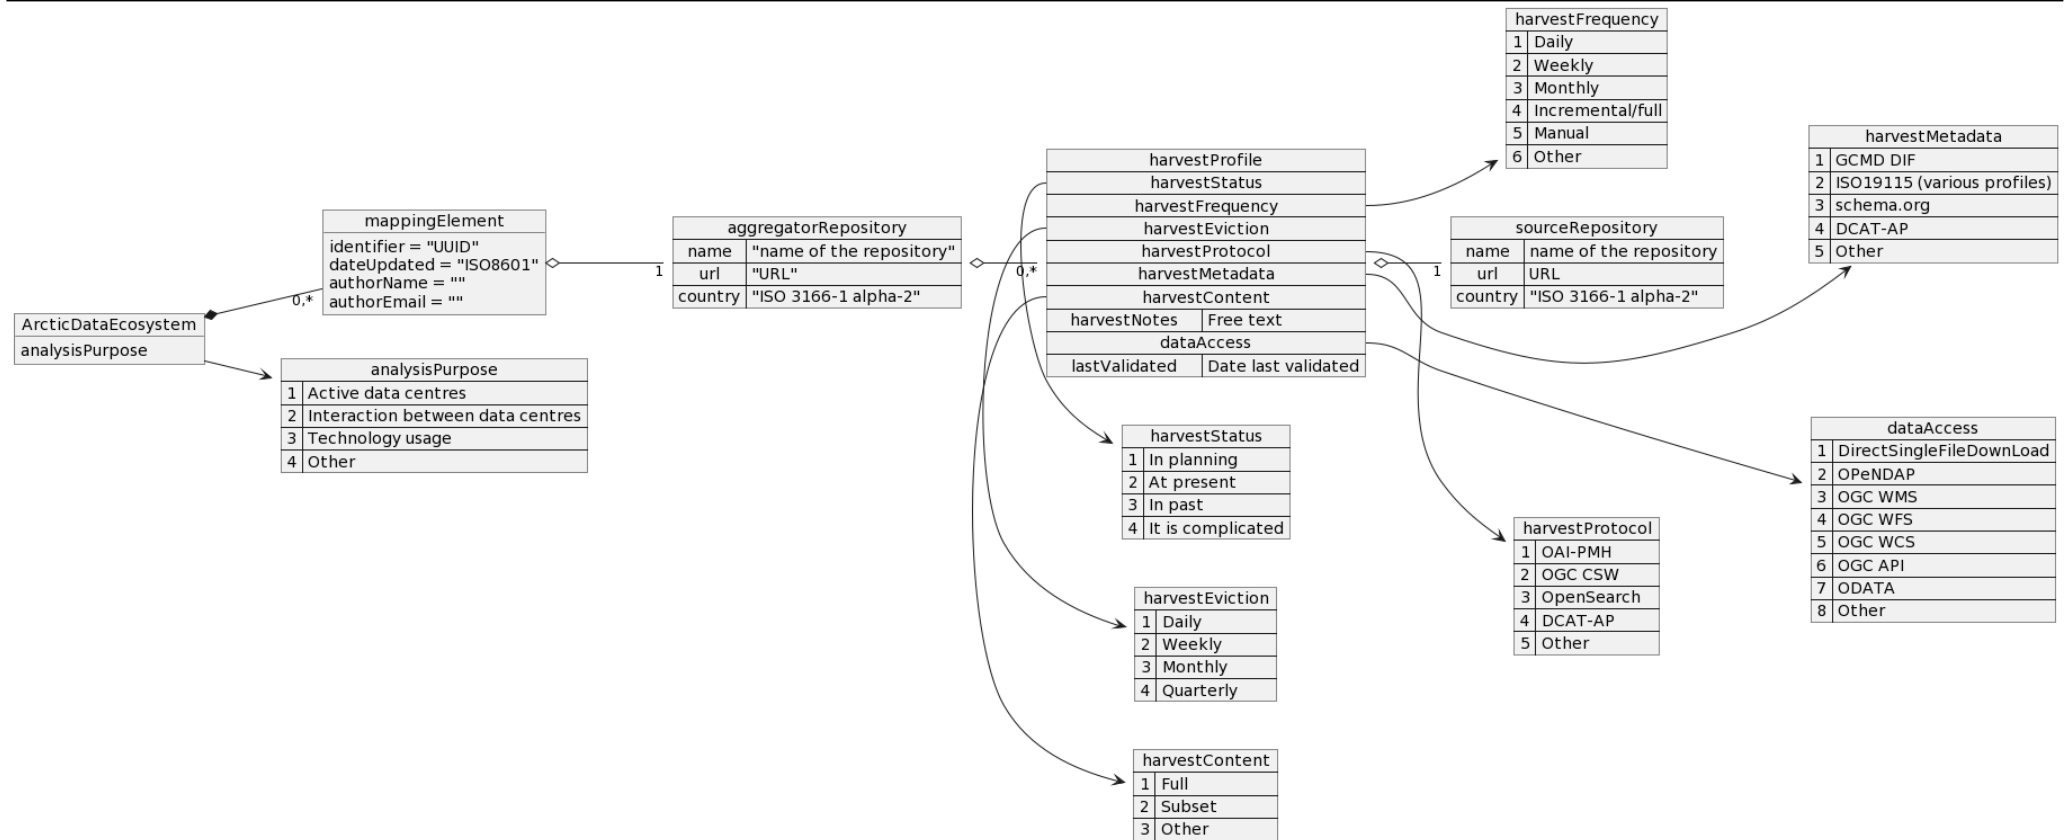 ArcticDataEcosystem
analysisPurpose
0,*
mappingElement
identifier = "UUID"
dateUpdated = "ISO8601"
authorName = ""
authorEmail = ""
analysisPurpose
1 Active data centres
2 Interaction between data centres
3 Technology usage
4 Other
1
aggregatorRepository
name "name of the repository"
url "URL"
country "ISO 3166-1 alpha-2"
0,*
harvestProfile
harvestStatus
harvestFrequency
harvestEviction
harvestProtocol
harvestMetadata
harvestContent
harvestNotes Free text
dataAccess
lastValidated Date last validated
harvestStatus
1 In planning
2 At present
3 In past
4 It is complicated
harvestEviction
1 Daily
2 Weekly
3 Monthly
4 Quarterly
harvestContent
1 Full
2 Subset
3 Other
harvestFrequency
1 Daily
2 Weekly
3 Monthly
4 Incremental/full
5 Manual
6 Other
1
sourceRepository
name name of the repository
url URL
country "ISO 3166-1 alpha-2"
harvestProtocol
1 OAI-PMH
2 OGC CSW
3 OpenSearch
4 DCAT-AP
5 Other
harvestMetadata
1 GCMD DIF
2 ISO19115 (various profiles)
3 schema.org
4 DCAT-AP
5 Other
dataAccess
1 DirectSingleFileDownLoad
2 OPeNDAP
3 OGC WMS
4 OGC WFS
5 OGC WCS
6 OGC API
7 ODATA
8 Other